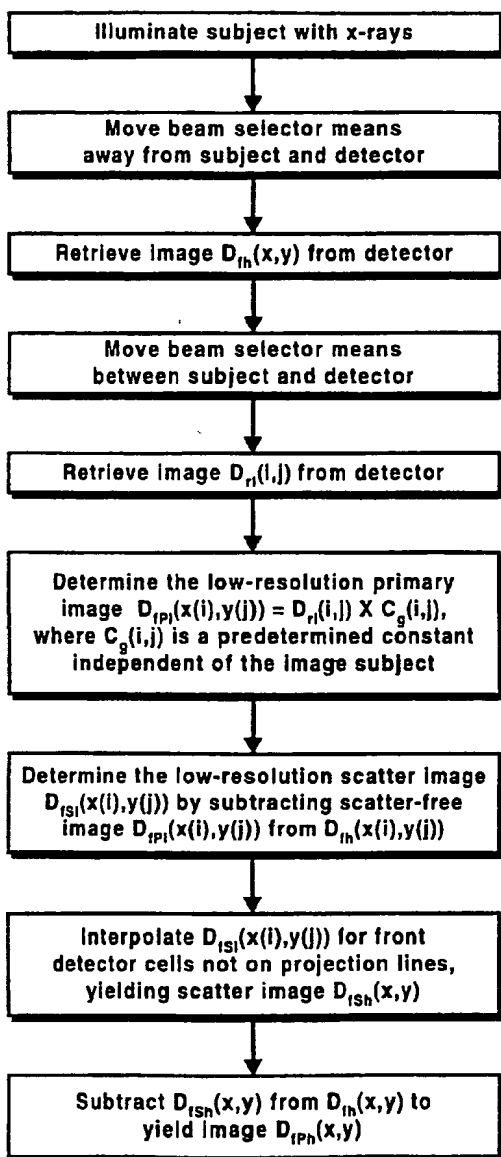 Illuminate subject with x-rays
Move beam selector means
away from subject and detector
Retrieve image D_fh(x,y) from detector
Move beam selector means
between subject and detector
Retrieve image D_rl(i,j) from detector
Determine the low-resolution primary
image D_fPl(x(i),y(j)) = D_rl(i,j) X C_g(i,j),
where C_g(i,j) is a predetermined constant
independent of the image subject
Determine the low-resolution scatter image
D_fSl(x(i),y(j)) by subtracting scatter-free
image D_fPl(x(i),y(j)) from D_fh(x(i),y(j))
Interpolate D_fSl(x(i),y(j)) for front
detector cells not on projection lines,
yielding scatter image D_fSh(x,y)
Subtract D_fSh(x,y) from D_fh(x,y) to
yield image D_fPh(x,y)